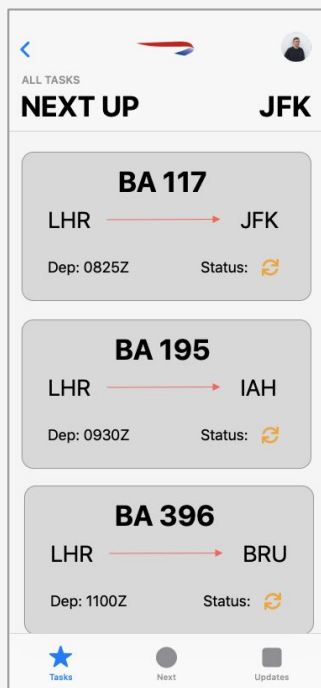 ALL TASKS
NEXT UP JFK
BA 117
LHR JFK
Dep: 0825Z Status:
BA 195
LHR IAH
Dep: 0930Z Status:
BA 396
LHR BRU
Dep: 1100Z Status:
Tasks Next Updates